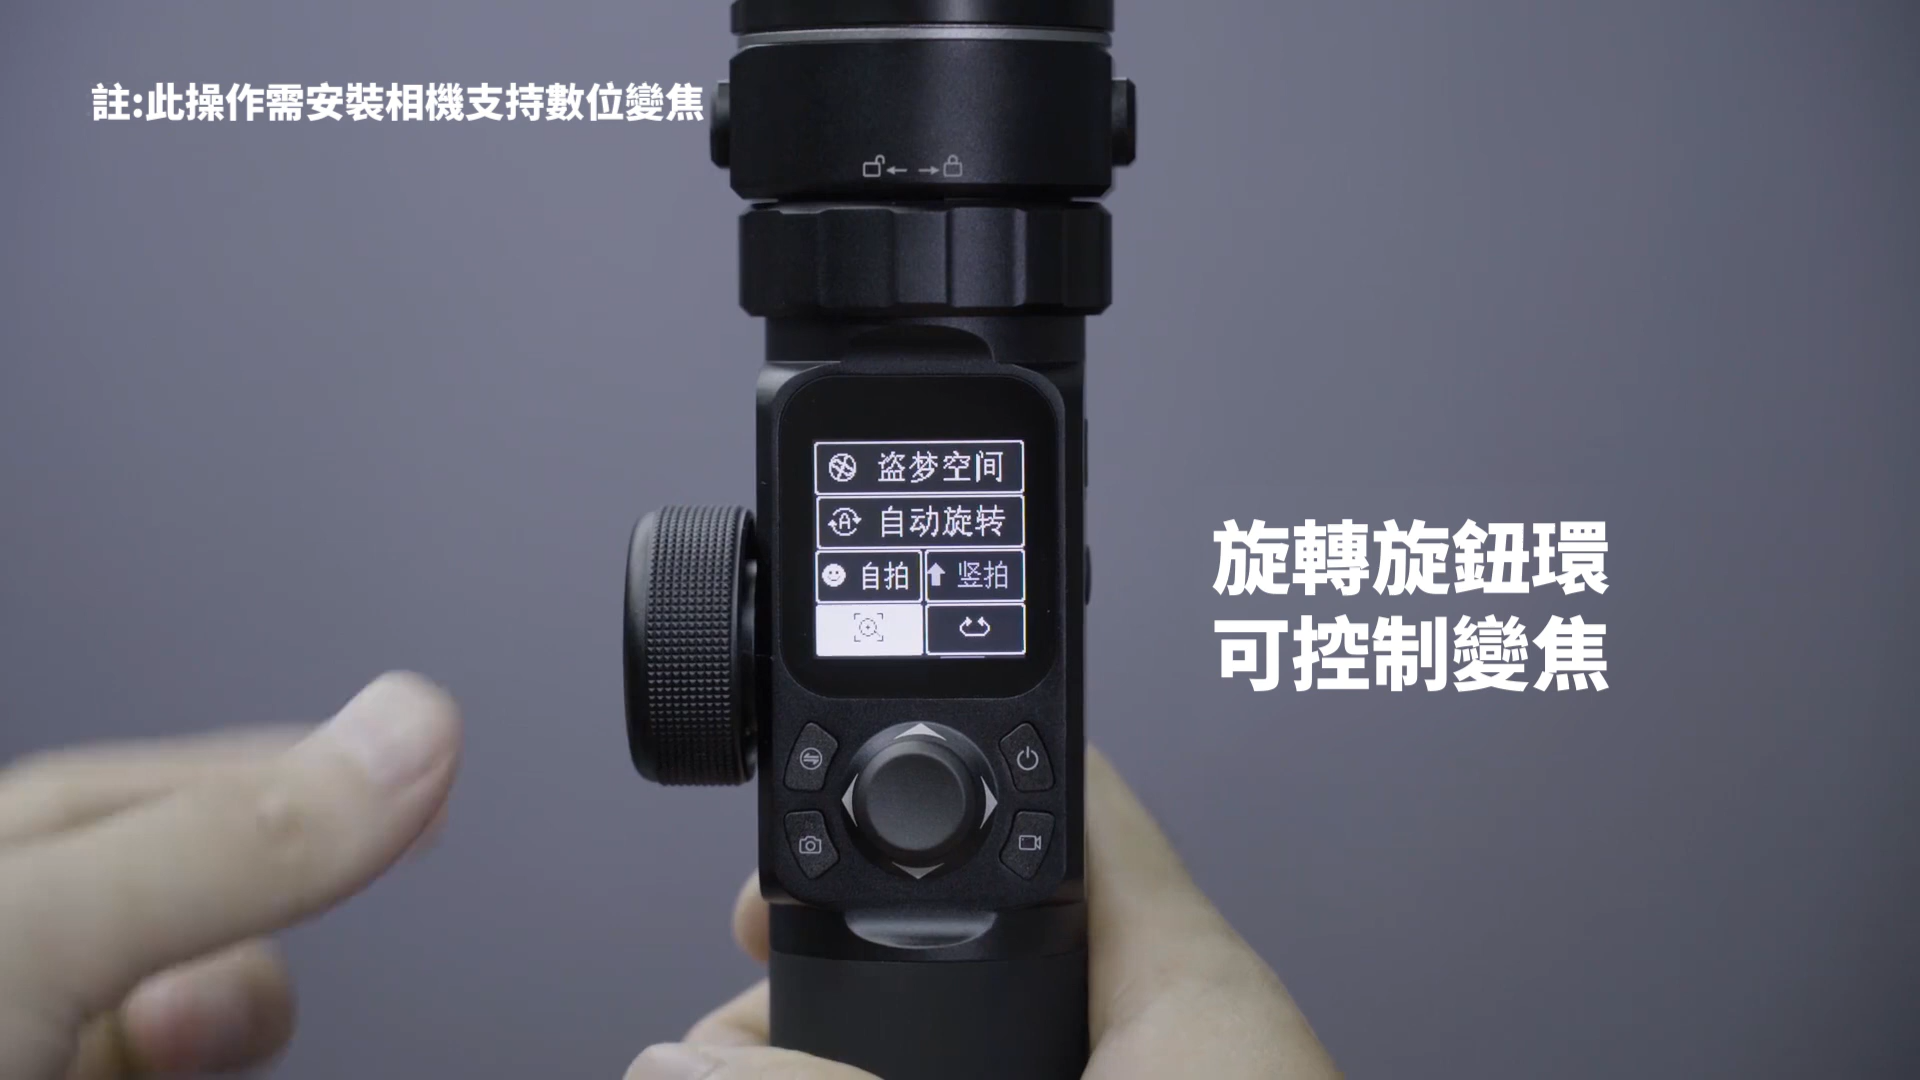 註:此操作需安裝相機支持數位變焦
盗梦空间
自动旋转
自拍
竖拍
旋轉旋鈕環
可控制變焦